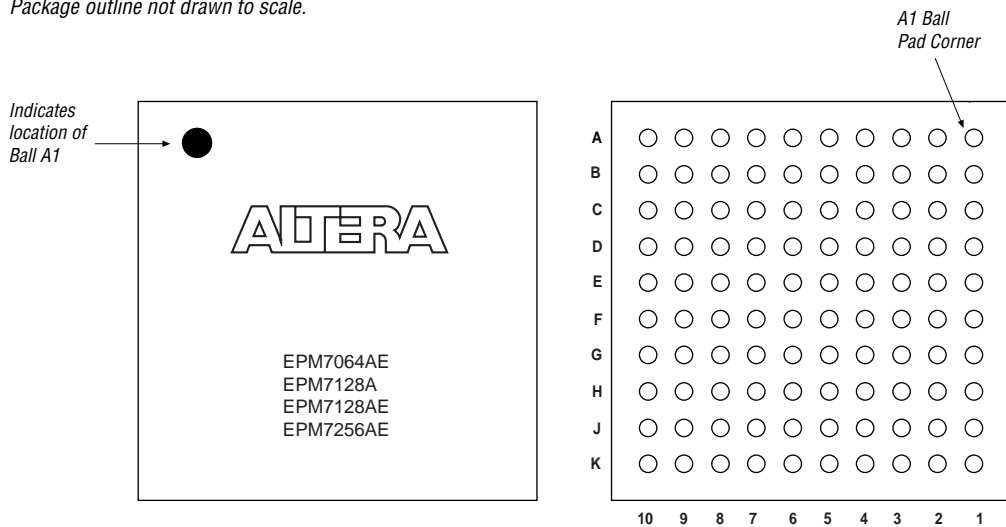 Package outline not drawn to scale.
A1 Ball
Pad Corner
Indicates
location of
Ball A1
ALTERA
EPM7064AE
EPM7128A
EPM7128AE
EPM7256AE
A
B
C
D
E
F
G
H
J
K
10 9 8 7 6 5 4 3 2 1